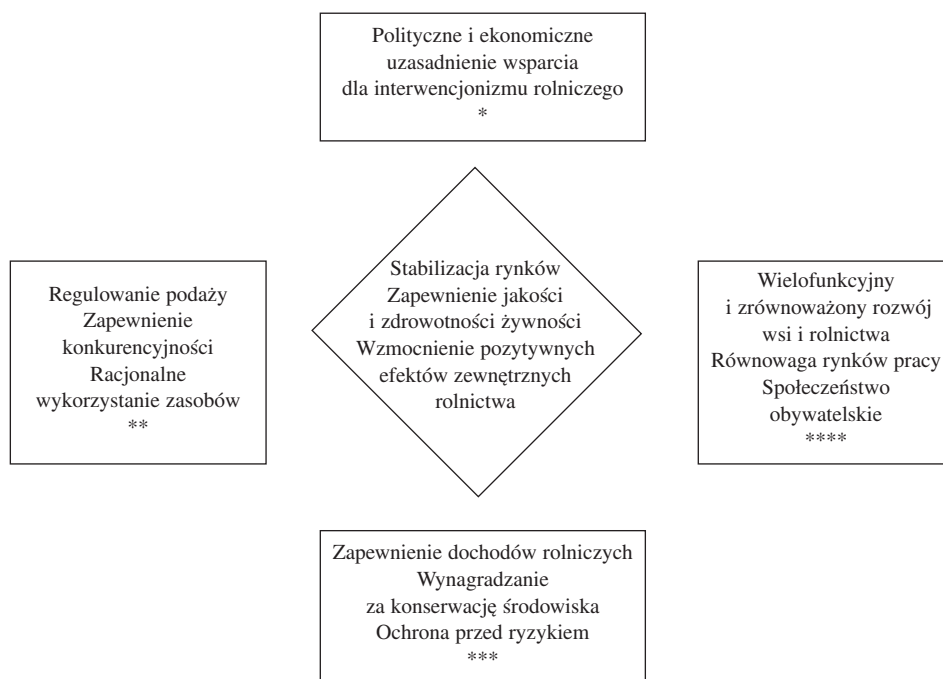 Polityczne i ekonomiczne
uzasadnienie wsparcia
dla interwencjonizmu rolniczego
*
Regulowanie podaży
Zapewnienie
konkurencyjności
Racjonalne
wykorzystanie zasobów
**
Stabilizacja rynków
Zapewnienie jakości
i zdrowotności żywności
Wzmocnienie pozytywnych
efektów zewnętrznych
rolnictwa
Wielofunkcyjny
i zrównoważony rozwój
wsi i rolnictwa
Równowaga rynków pracy
Społeczeństwo
obywatelskie
****
Zapewnienie dochodów rolniczych
Wynagradzanie
za konserwację środowiska
Ochrona przed ryzykiem
***